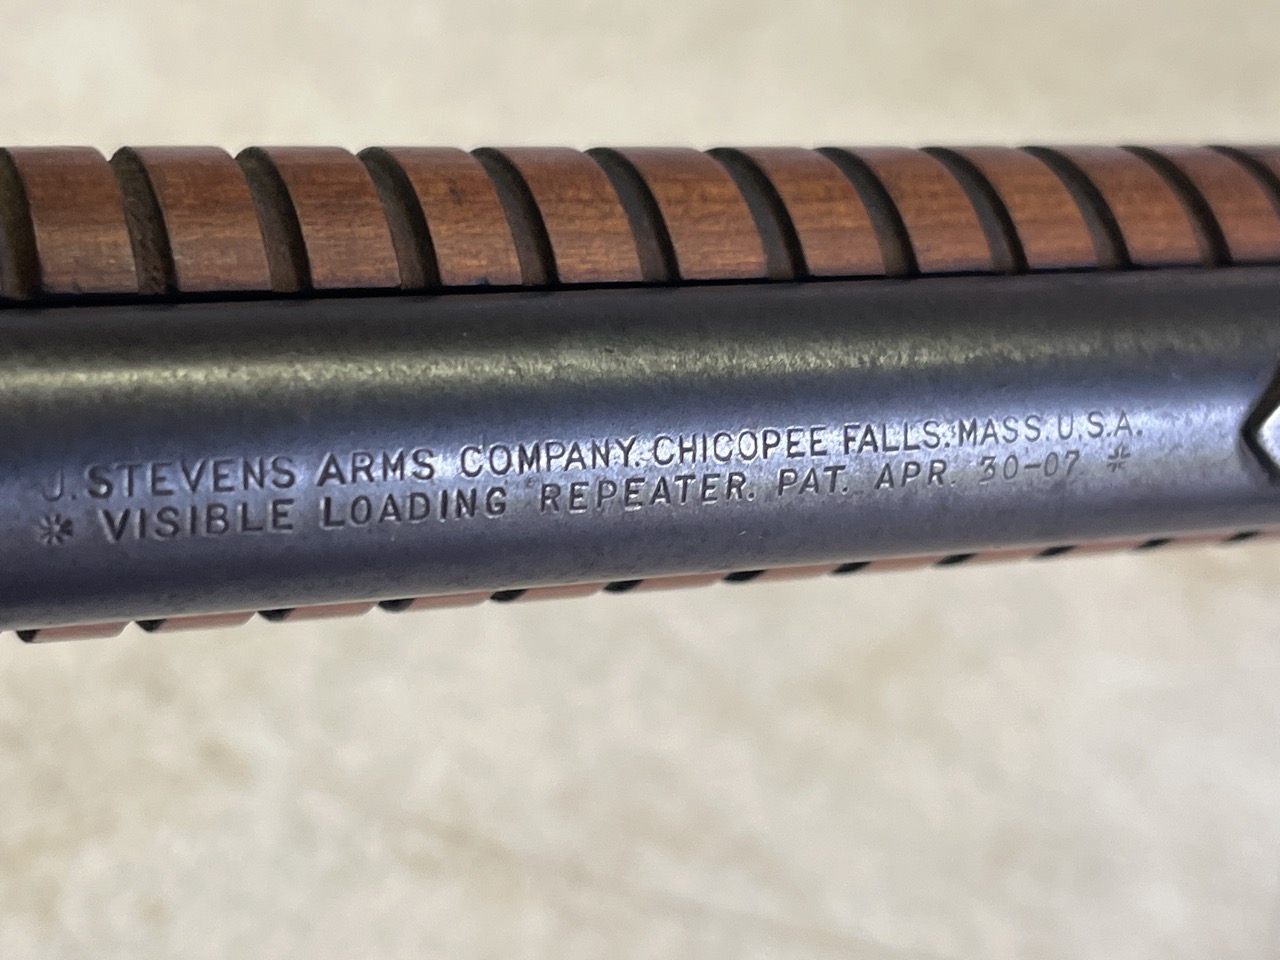 J. STEVENS ARMS COMPANY. CHICOPEE FALLS. MASS. U.S.A.
* VISIBLE LOADING REPEATER. PAT. APR. 30-07 *